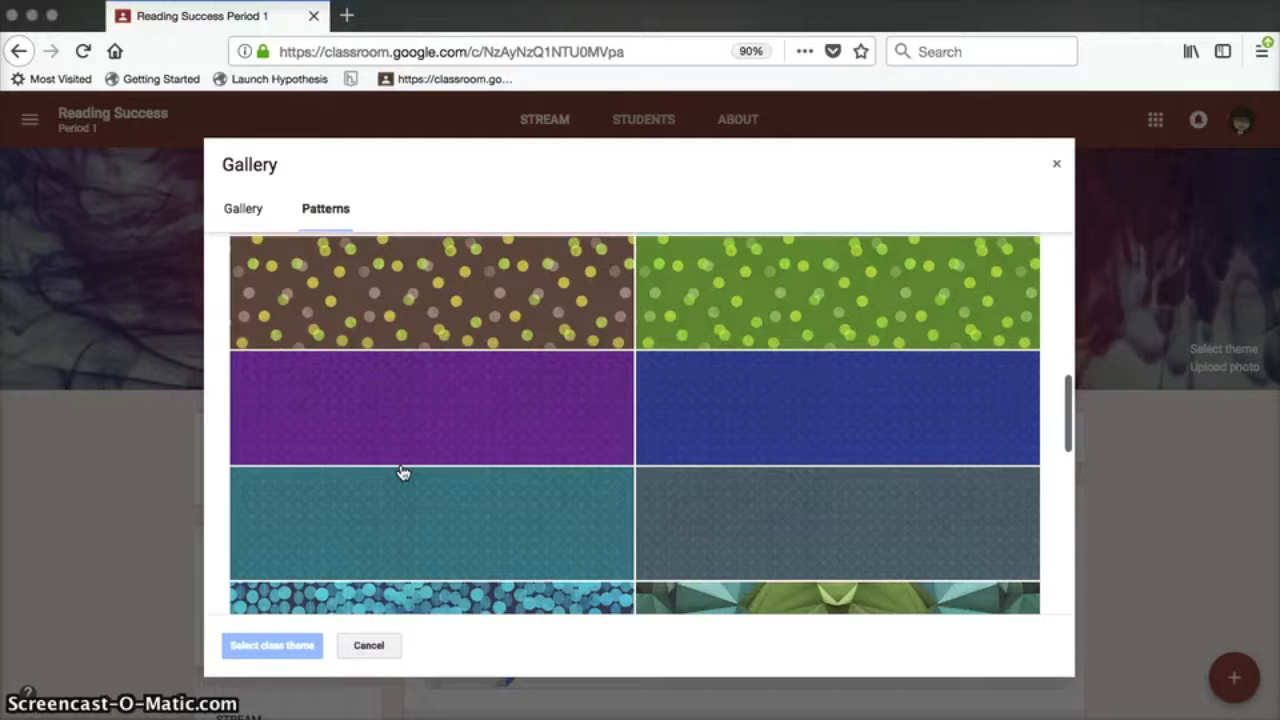 Reading Success Period 1
https://classroom.google.com/c/NzAyNzQ1NTU0MVpa
90%
Search
Most Visited
Getting Started
Launch Hypothesis
https://classroom.go...
Reading Success
Period 1
STREAM
STUDENTS
ABOUT
Gallery
Gallery
Patterns
Select theme
Upload photo
Select class theme
Cancel
STREAM
Screencast-O-Matic.com